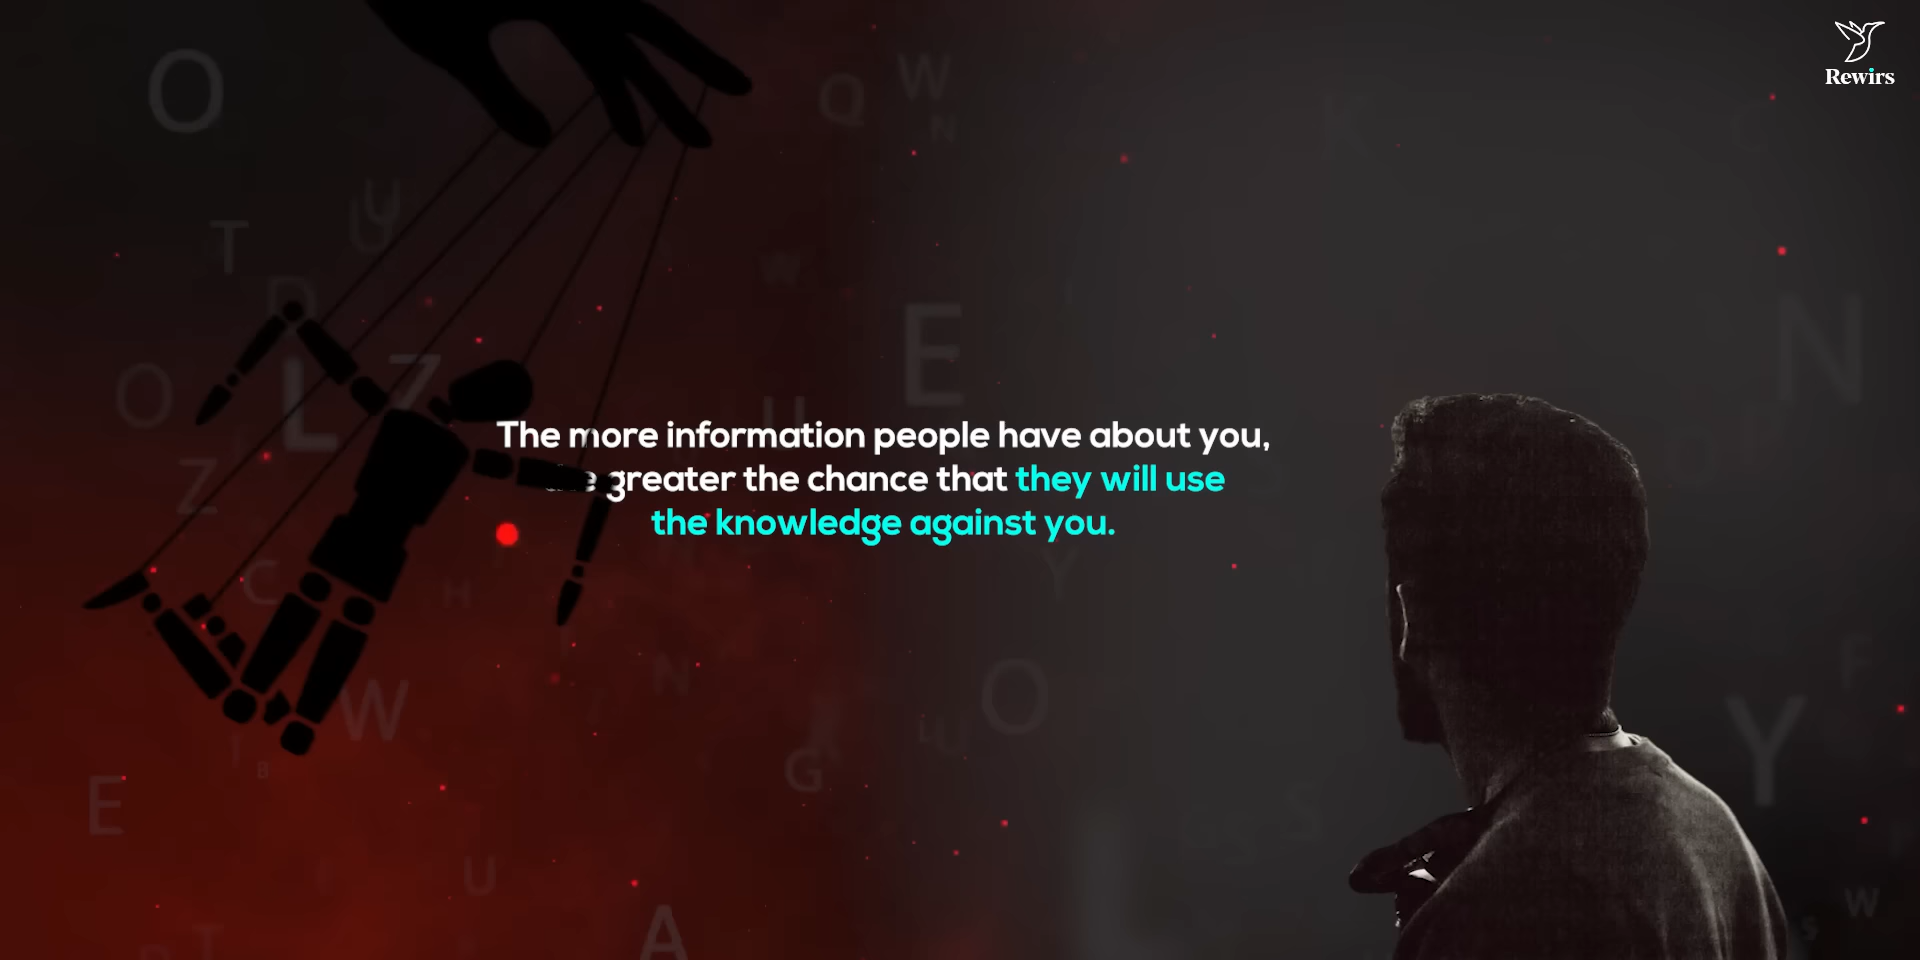 Rewirs
The more information people have about you,
greater the chance that they will use
the knowledge against you.